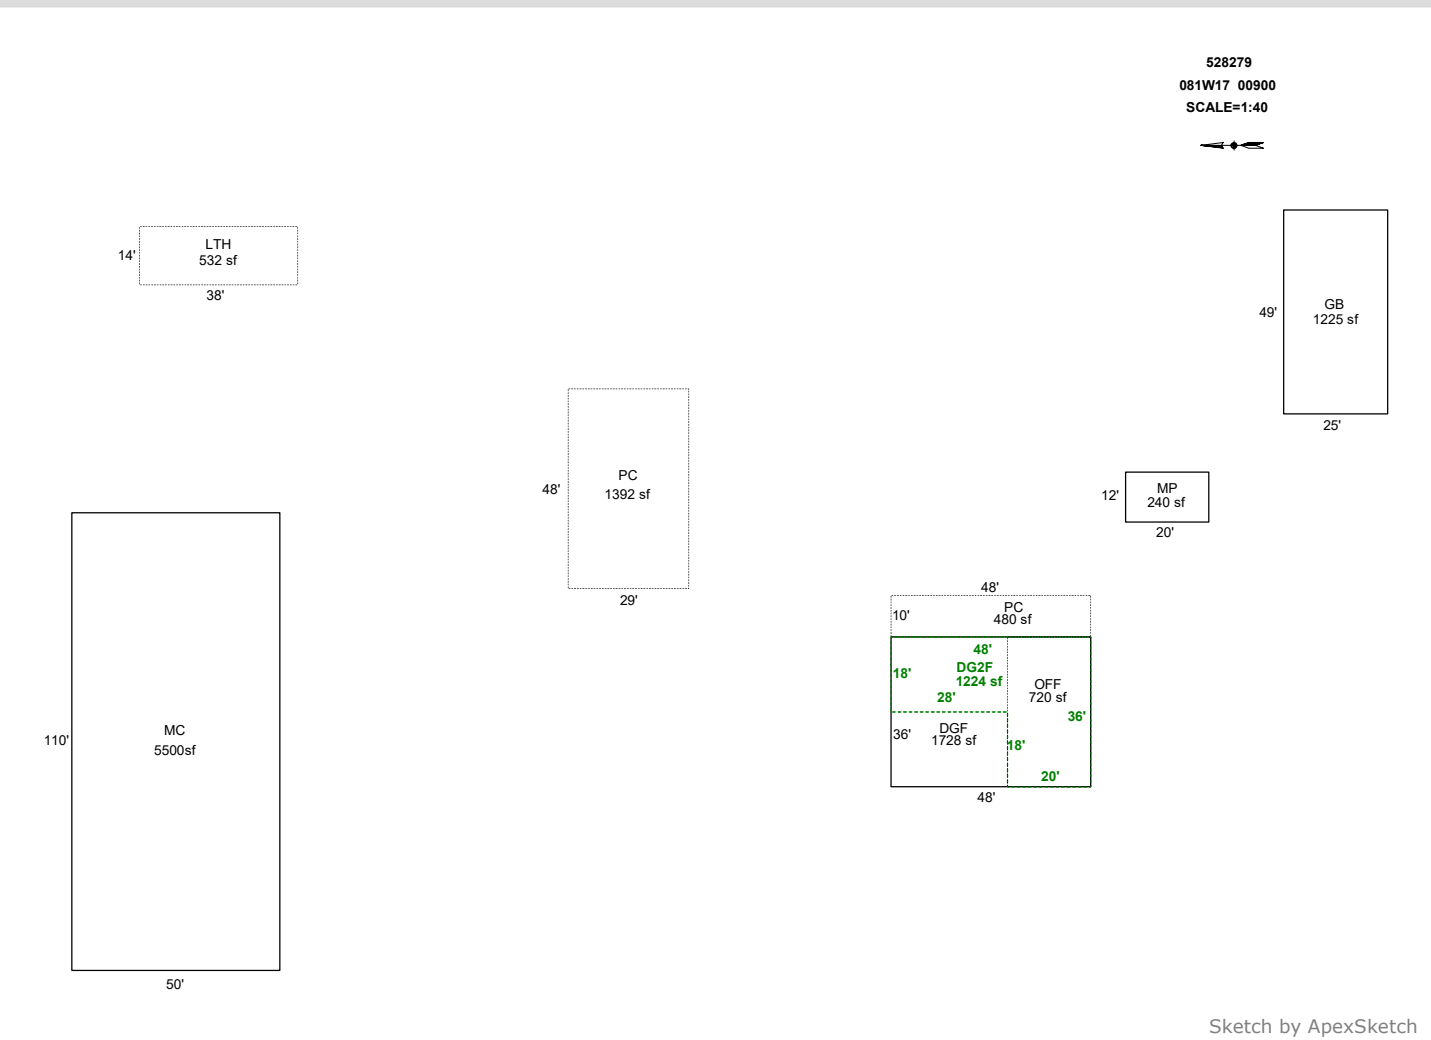 528279
081W17 00900
SCALE=1:40
LTH
532 sf
14'
38'
GB
1225 sf
49'
25'
PC
1392 sf
48'
29'
MP
240 sf
12'
20'
MC
5500sf
110'
50'
48'
10'
PC
480 sf
48'
18'
DG2F
1224 sf
28'
OFF
720 sf
36'
36'
DGF
1728 sf
18'
20'
48'
Sketch by ApexSketch